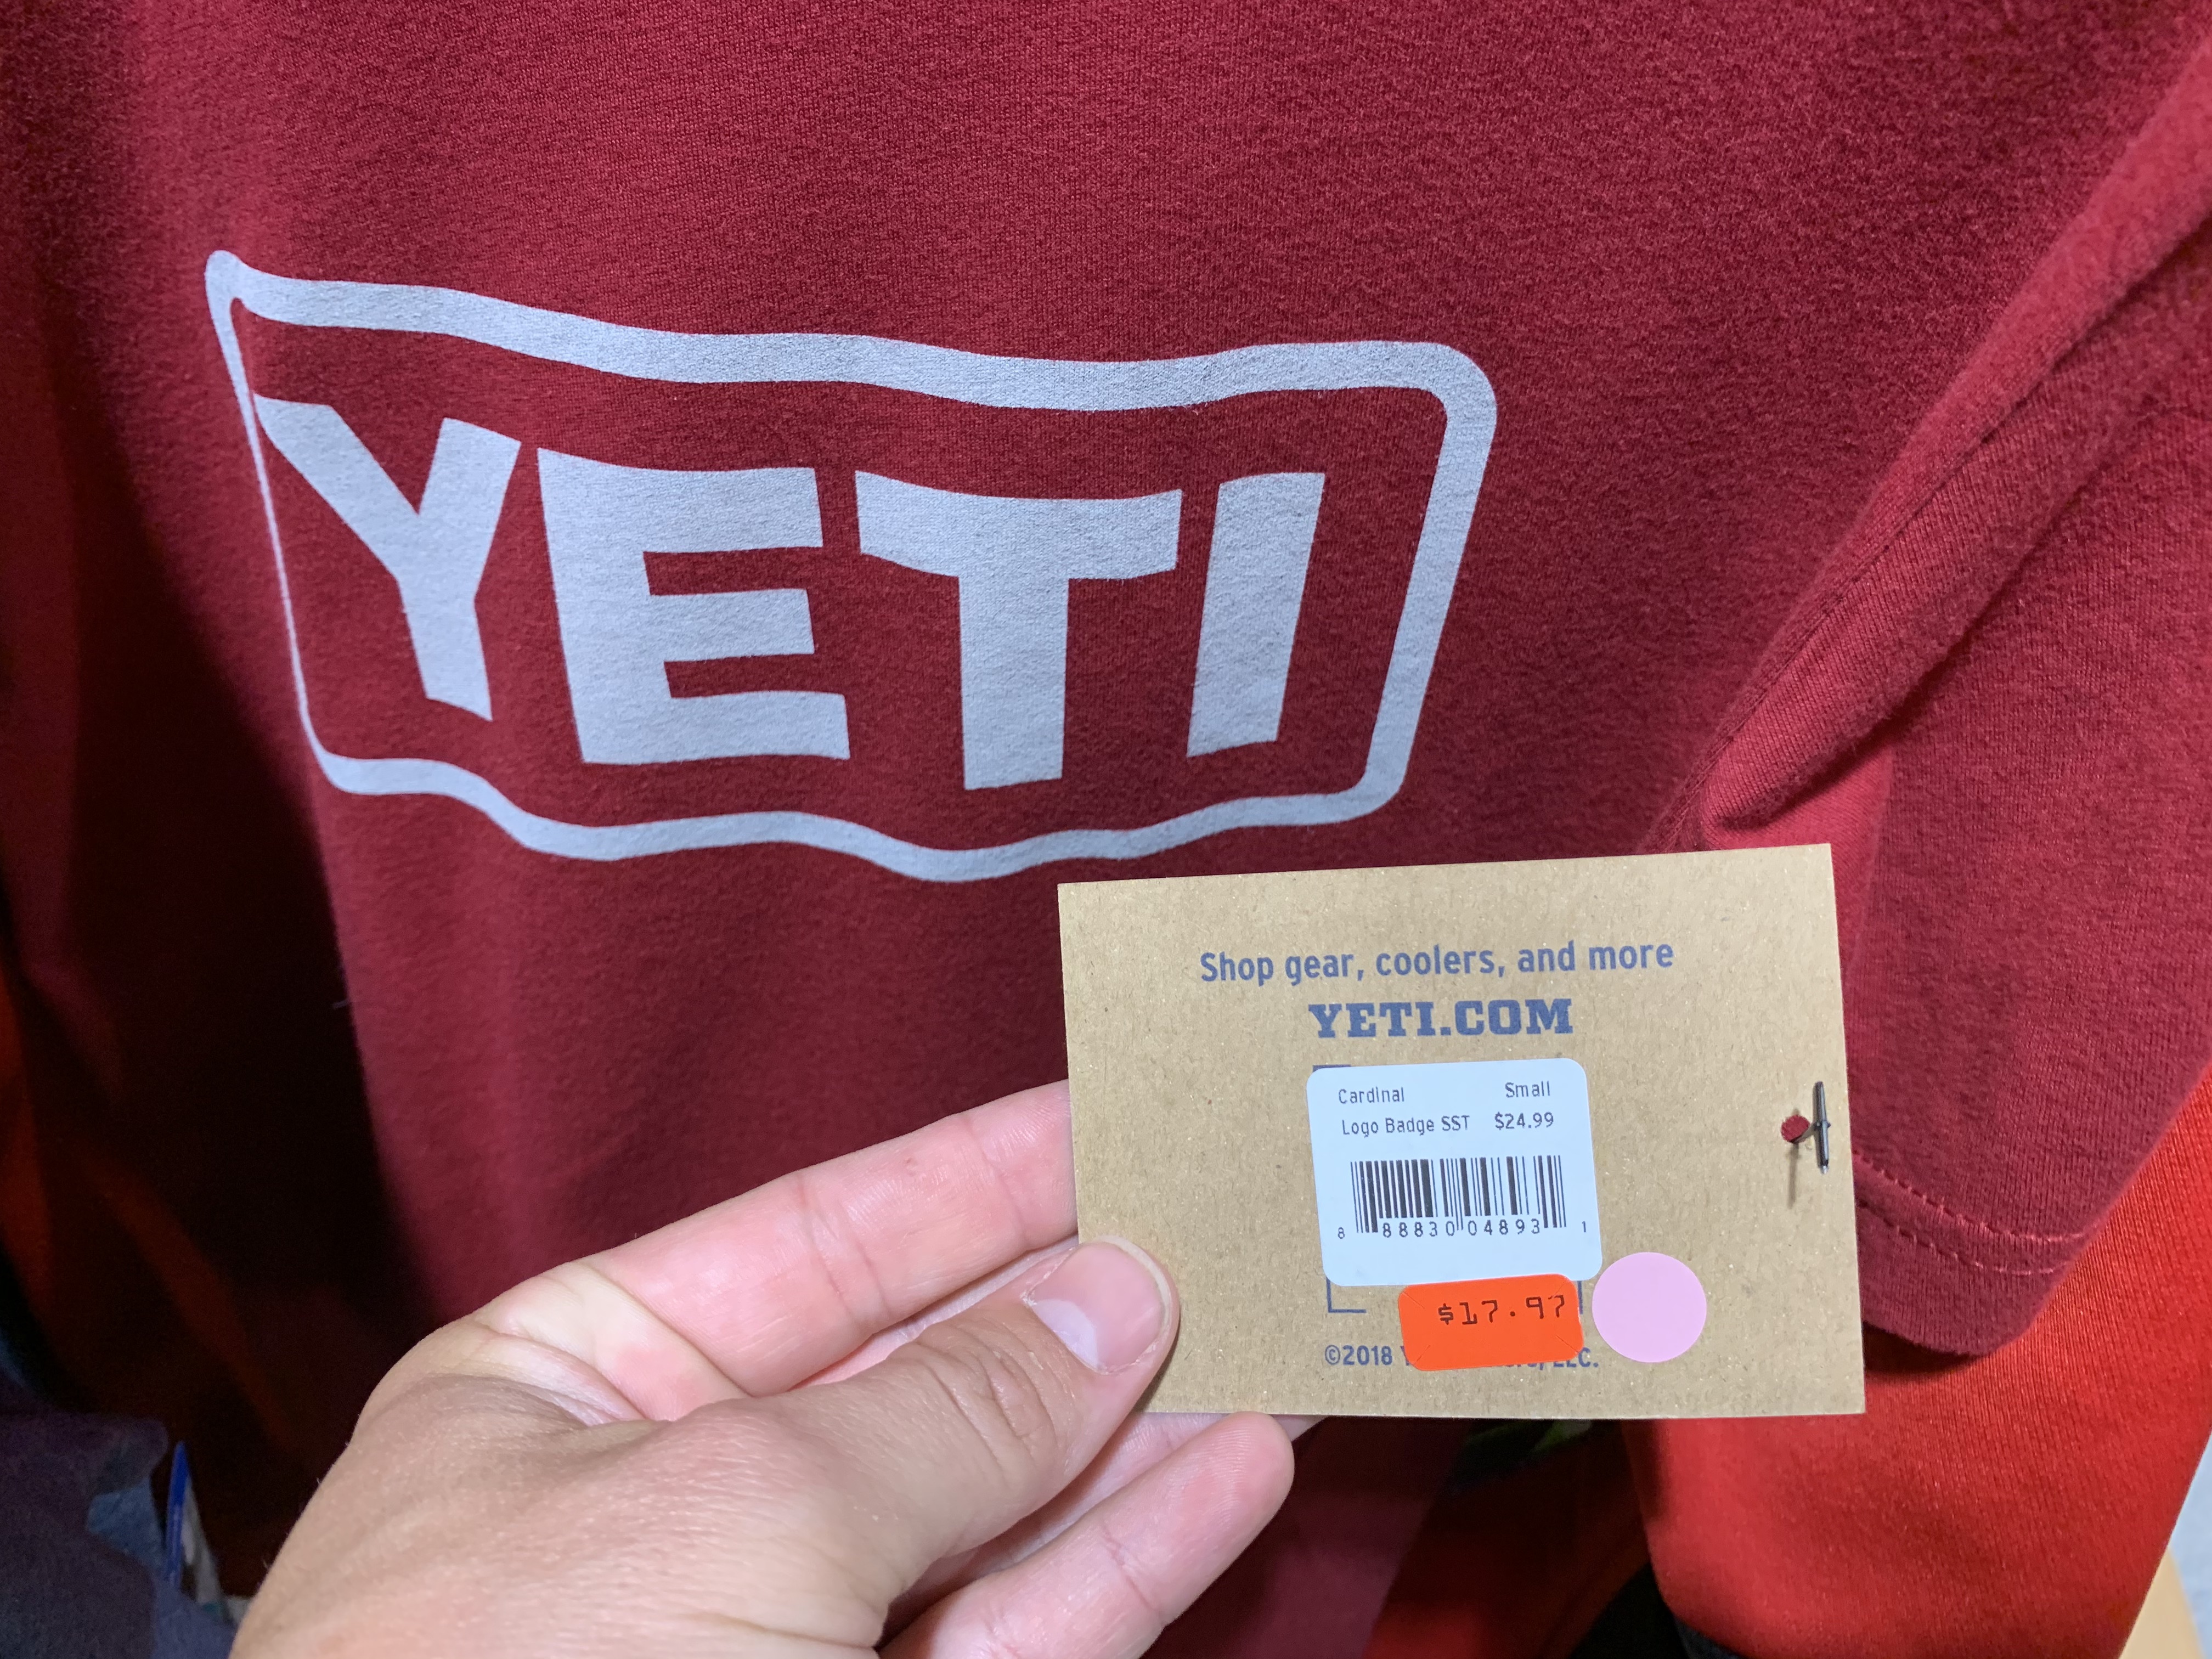 YETI
Shop gear, coolers, and more
YETI.COM
Cardinal Small
Logo Badge SST $24.99
8 88830 04893 1
$17.97
©2018 Y LLC.